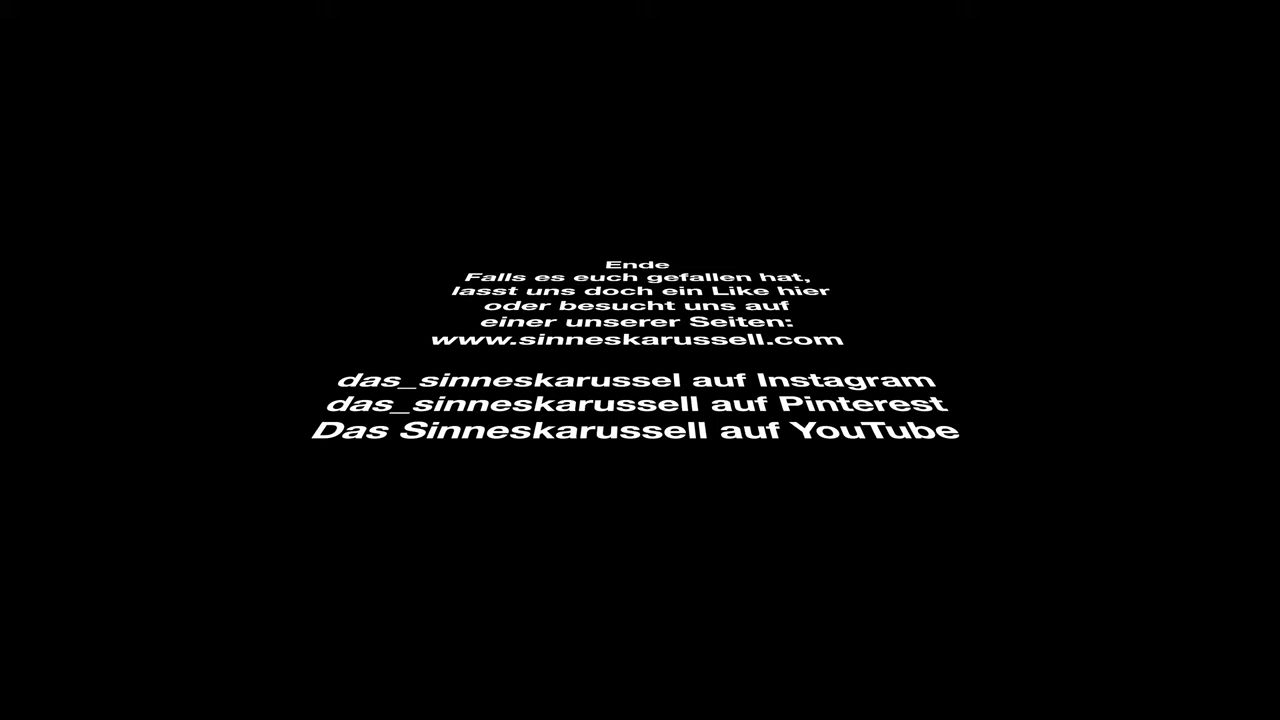 Ende
Falls es euch gefallen hat,
lasst uns doch ein Like hier
oder besucht uns auf
einer unserer Seiten:
www.sinneskarussell.com
das_sinneskarussel auf Instagram
das_sinneskarussell auf Pinterest
Das Sinneskarussell auf YouTube